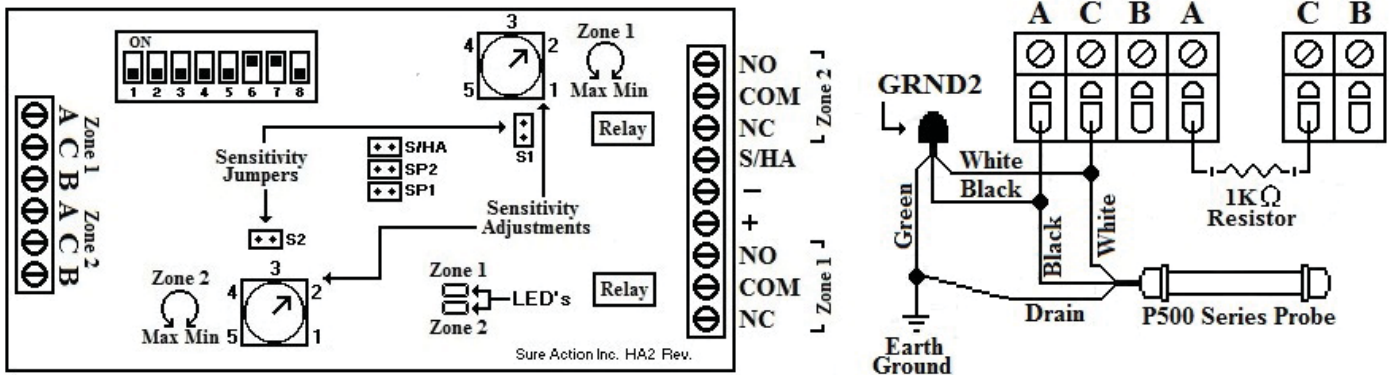 ON
1 2 3 4 5 6 7 8
A
C
B
A
C
B
Zone 1
Zone 2
Sensitivity
Jumpers
S/HA
SP2
SP1
S1
S2
Sensitivity
Adjustments
3
4
2
5
1
Zone 1
Max Min
Relay
Zone 2
Max Min
3
4
2
5
1
Zone 1
Zone 2
LED's
Relay
Sure Action Inc. HA2 Rev.
NO
COM
NC
S/HA
–
+
NO
COM
NC
Zone 2
Zone 1
A C B A C B
GRND2
White
Black
Green
Black
White
1KΩ
Resistor
Drain
P500 Series Probe
Earth
Ground